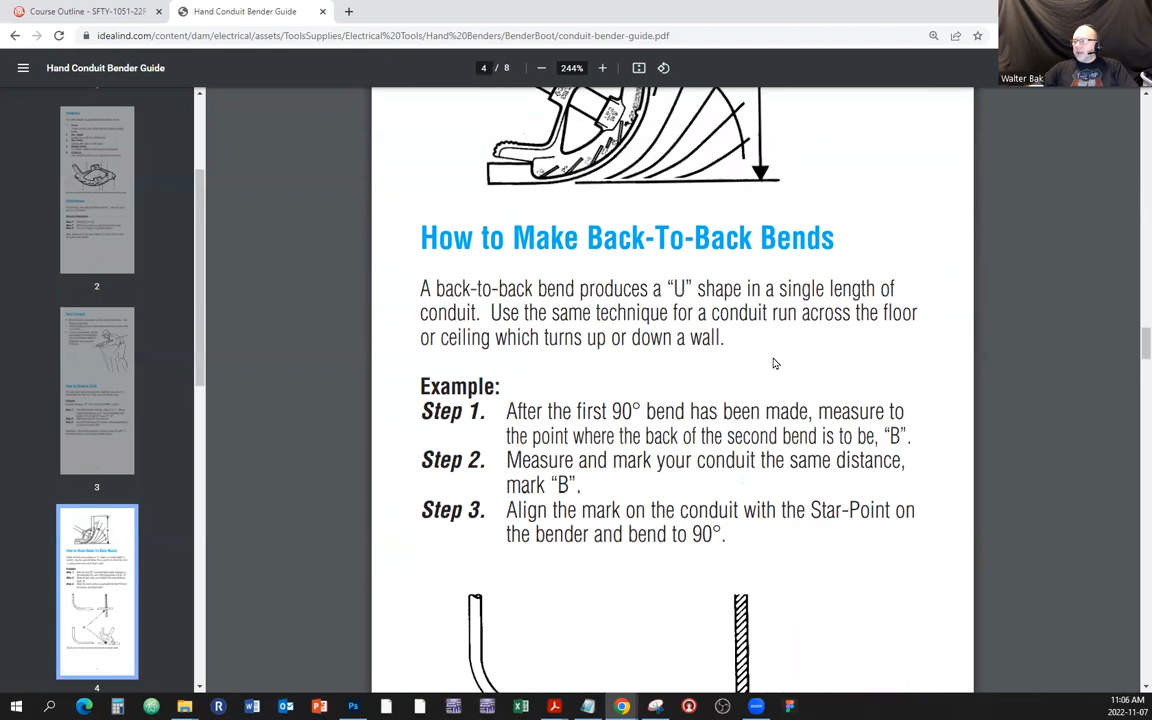 Course Outline - SFTY-1051-22F
Hand Conduit Bender Guide
idealind.com/content/dam/electrical/assets/ToolsSupplies/Electrical%20Tools/Hand%20Benders/BenderBoot/conduit-bender-guide.pdf
Walter Bak
Hand Conduit Bender Guide
4 / 8
244%
2
3
4
How to Make Back-To-Back Bends
A back-to-back bend produces a “U” shape in a single length of
conduit. Use the same technique for a conduit run across the floor
or ceiling which turns up or down a wall.
Example:
Step 1. After the first 90° bend has been made, measure to
the point where the back of the second bend is to be, “B”.
Step 2. Measure and mark your conduit the same distance,
mark “B”.
Step 3. Align the mark on the conduit with the Star-Point on
the bender and bend to 90°.
11:06 AM
2022-11-07